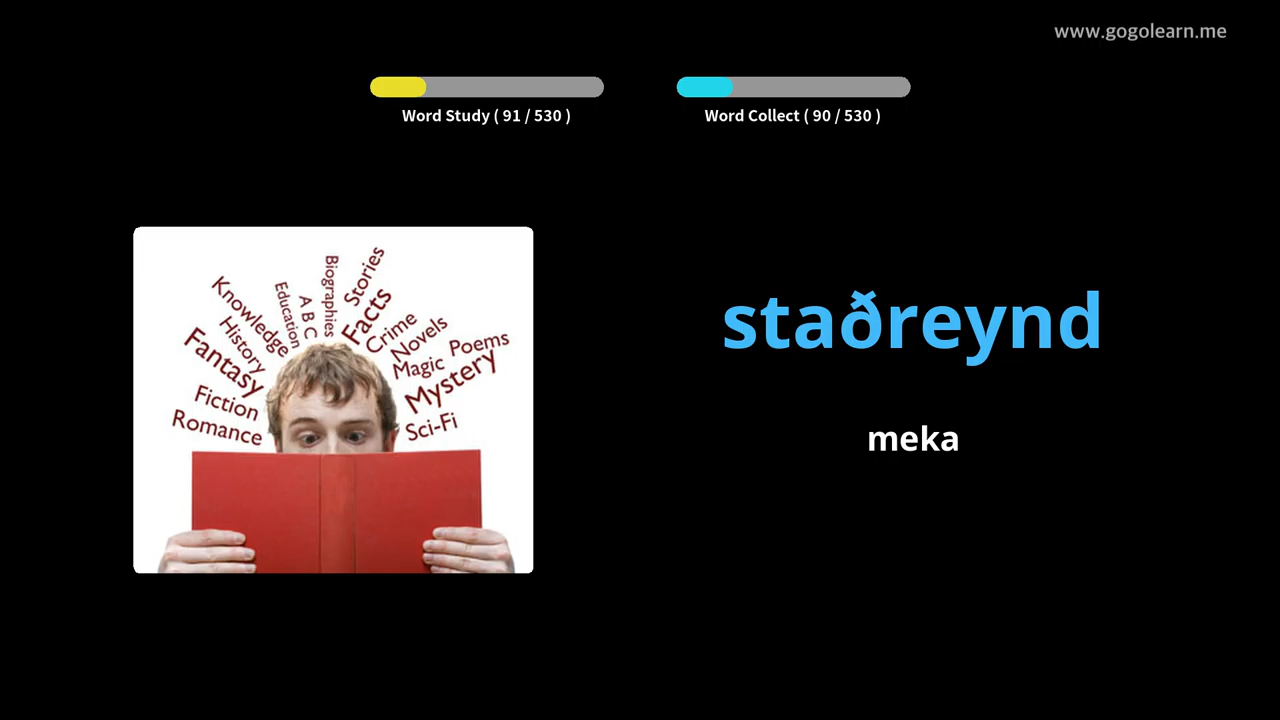 www.gogolearn.me
Word Study ( 91 / 530 )
Word Collect ( 90 / 530 )
Biographies
Stories
Education
A B C
Facts
Knowledge
Crime
History
Novels
Fantasy
Magic
Poems
Mystery
Fiction
Romance
Sci-Fi
staðreynd
meka